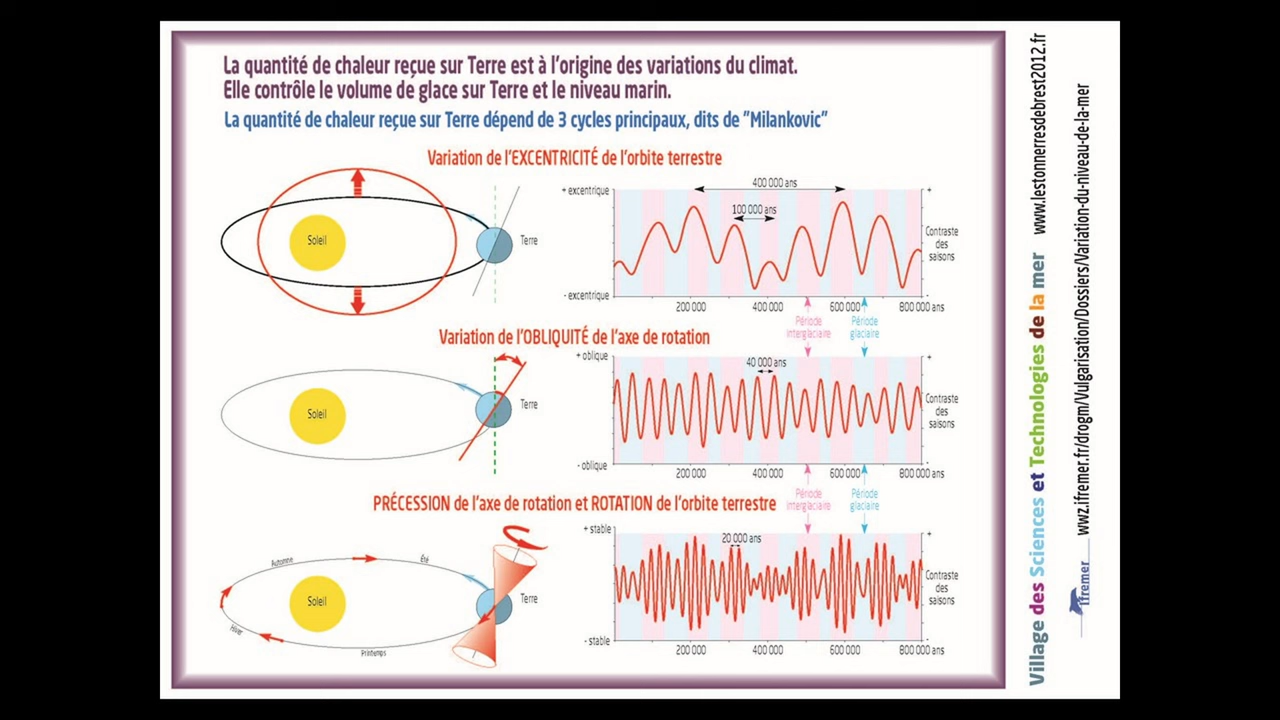 La quantité de chaleur reçue sur Terre est à l'origine des variations du climat.
Elle contrôle le volume de glace sur Terre et le niveau marin.
La quantité de chaleur reçue sur Terre dépend de 3 cycles principaux, dits de "Milankovic"
Variation de l'EXCENTRICITÉ de l'orbite terrestre
Soleil
Terre
+ excentrique
- excentrique
400 000 ans
100 000 ans
+
Contraste
des
saisons
-
200 000
400 000
600 000
800 000 ans
Période
interglaciaire
Période
glaciaire
Variation de l'OBLIQUITÉ de l'axe de rotation
Soleil
Terre
+ oblique
- oblique
40 000 ans
+
Contraste
des
saisons
-
200 000
400 000
600 000
800 000 ans
Période
interglaciaire
Période
glaciaire
PRÉCESSION de l'axe de rotation et ROTATION de l'orbite terrestre
Automne
Été
Soleil
Terre
Hiver
Printemps
+ stable
- stable
20 000 ans
+
Contraste
des
saisons
-
200 000
400 000
600 000
800 000 ans
Village des Sciences et Technologies de la mer www.lestonnerresdebrest2012.fr
Ifremer wwz.ifremer.fr/drogm/Vulgarisation/Dossiers/Variation-du-niveau-de-la-mer